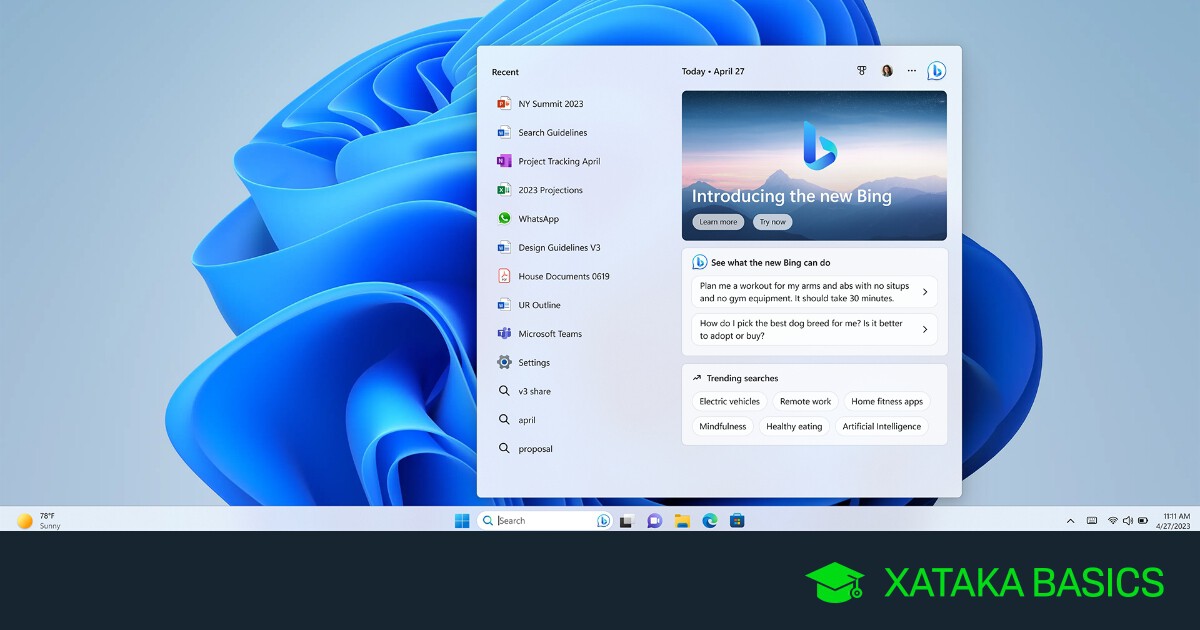 Recent
NY Summit 2023
Search Guidelines
Project Tracking April
2023 Projections
WhatsApp
Design Guidelines V3
House Documents 0619
UR Outline
Microsoft Teams
Settings
v3 share
april
proposal
Today • April 27
Introducing the new Bing
Learn more
Try now
See what the new Bing can do
Plan me a workout for my arms and abs with no situps
and no gym equipment. It should take 30 minutes.
How do I pick the best dog breed for me? Is it better
to adopt or buy?
Trending searches
Electric vehicles
Remote work
Home fitness apps
Mindfulness
Healthy eating
Artificial Intelligence
78°F
Sunny
Search
11:11 AM
4/27/2023
XATAKA BASICS